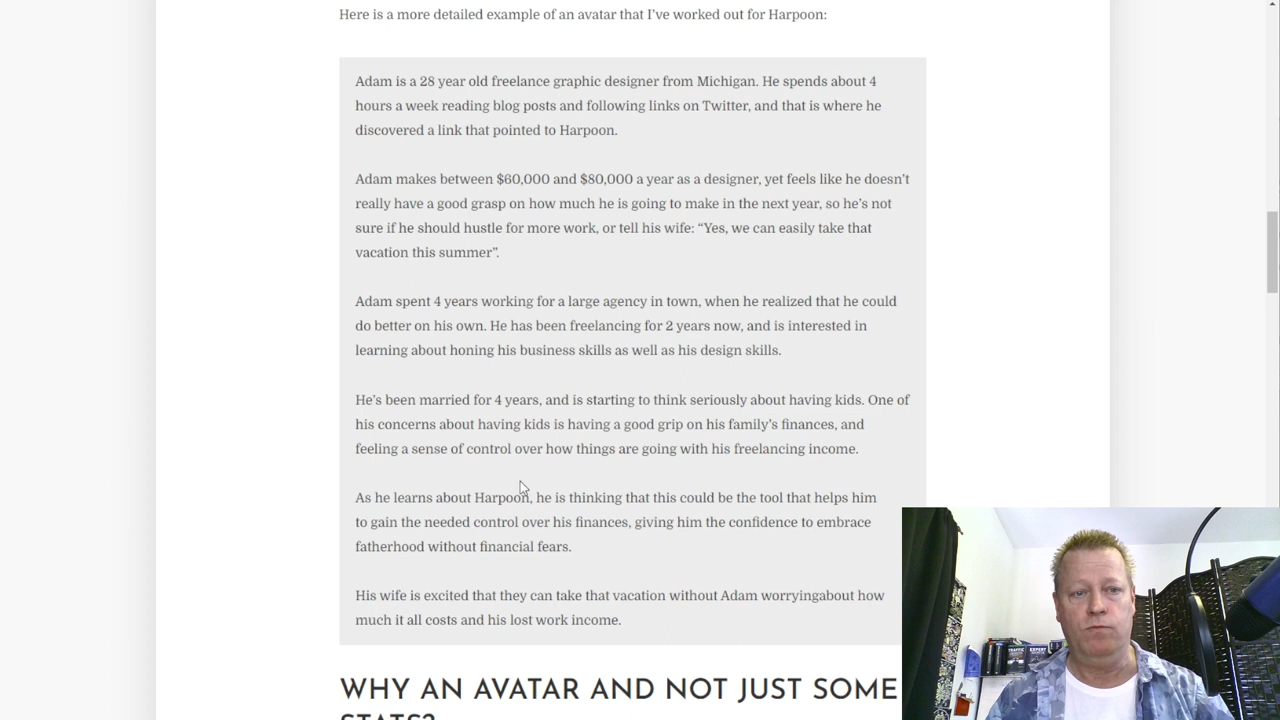 Here is a more detailed example of an avatar that I've worked out for Harpoon:
Adam is a 28 year old freelance graphic designer from Michigan. He spends about 4
hours a week reading blog posts and following links on Twitter, and that is where he
discovered a link that pointed to Harpoon.
Adam makes between $60,000 and $80,000 a year as a designer, yet feels like he doesn't
really have a good grasp on how much he is going to make in the next year, so he's not
sure if he should hustle for more work, or tell his wife: “Yes, we can easily take that
vacation this summer”.
Adam spent 4 years working for a large agency in town, when he realized that he could
do better on his own. He has been freelancing for 2 years now, and is interested in
learning about honing his business skills as well as his design skills.
He's been married for 4 years, and is starting to think seriously about having kids. One of
his concerns about having kids is having a good grip on his family's finances, and
feeling a sense of control over how things are going with his freelancing income.
As he learns about Harpoon, he is thinking that this could be the tool that helps him
to gain the needed control over his finances, giving him the confidence to embrace
fatherhood without financial fears.
His wife is excited that they can take that vacation without Adam worryingabout how
much it all costs and his lost work income.
WHY AN AVATAR AND NOT JUST SOME
STATS?
TRAFFIC
EXPERT